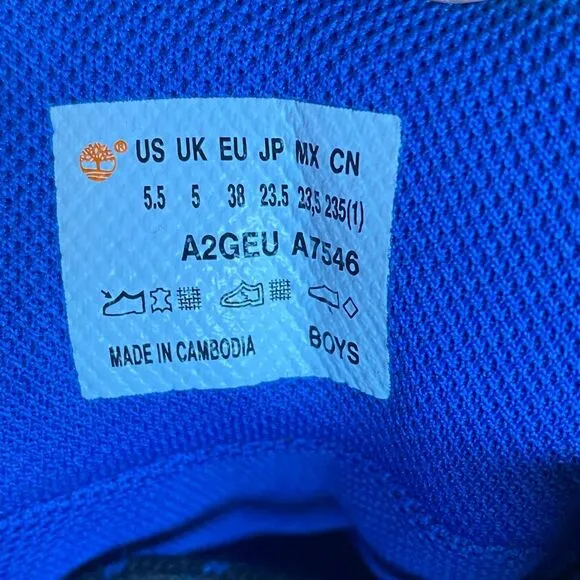 ® US UK EU JP MX CN
5.5 5 38 23.5 23,5 235(1)
A2GEU A7546
MADE IN CAMBODIA BOYS